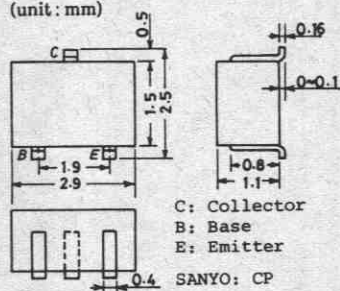 (unit: mm)
0.5
C
1.5
2.5
B
E
1.9
2.9
0.16
0~0.1
0.8
1.1
0.4
C: Collector
B: Base
E: Emitter
SANYO: CP